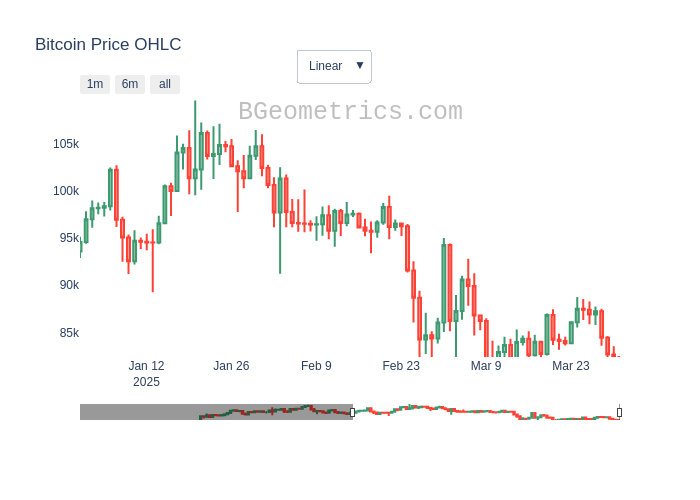 Bitcoin Price OHLC
Linear ▼
1m 6m all
BGeometrics.com
105k
100k
95k
90k
85k
Jan 12 Jan 26 Feb 9 Feb 23 Mar 9 Mar 23
2025